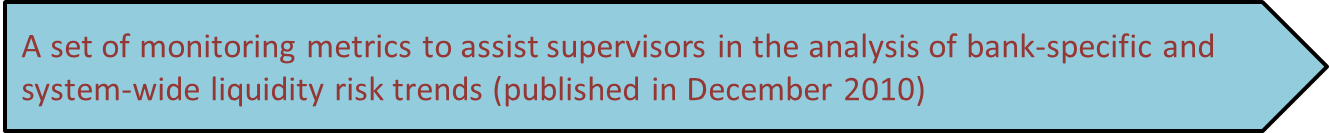 A set of monitoring metrics to assist supervisors in the analysis of bank-specific and
system-wide liquidity risk trends (published in December 2010)